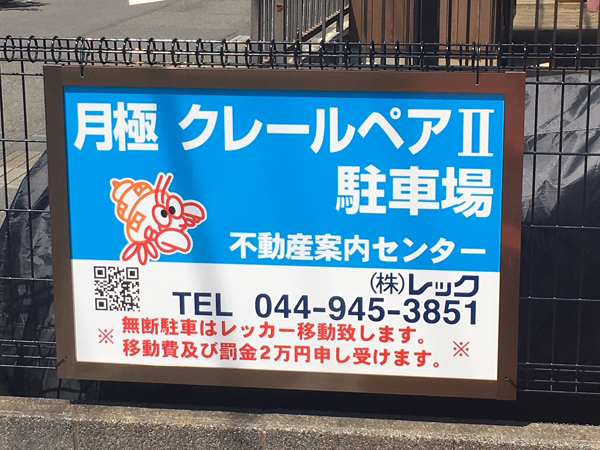 月極 クレールペアⅡ
駐車場
不動産案内センター
(株)レック
TEL 044-945-3851
※ 無断駐車はレッカー移動致します。
移動費及び罰金2万円申し受けます。 ※